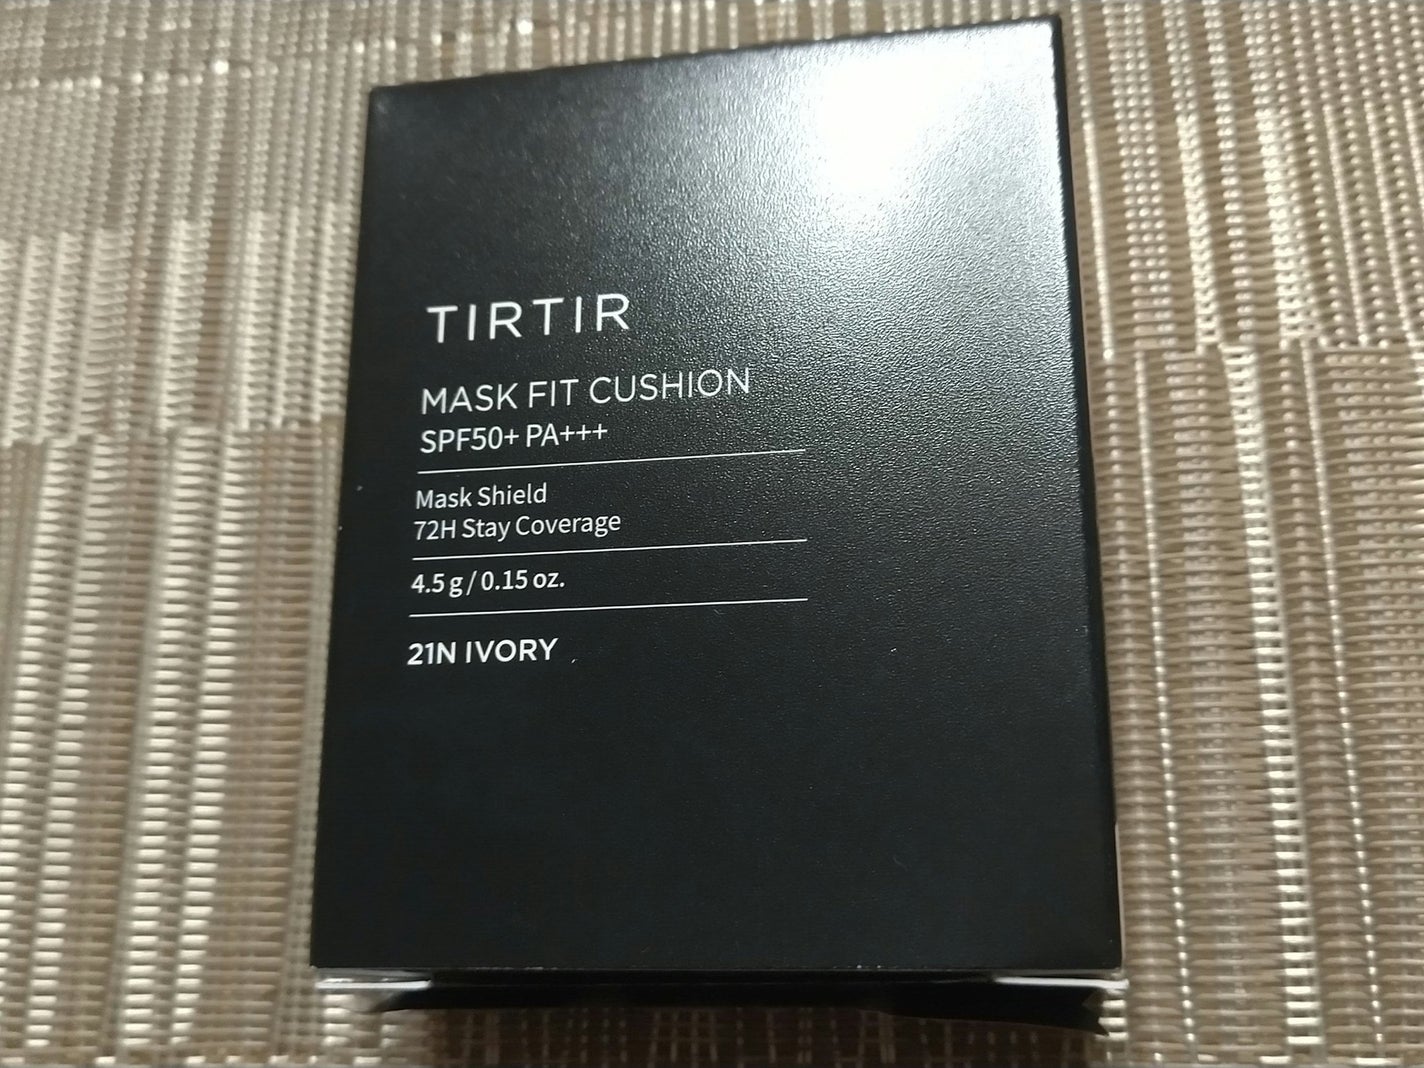 TIRTIR
MASK FIT CUSHION
SPF50+ PA+++
Mask Shield
72H Stay Coverage
4.5 g / 0.15 oz.
21N IVORY